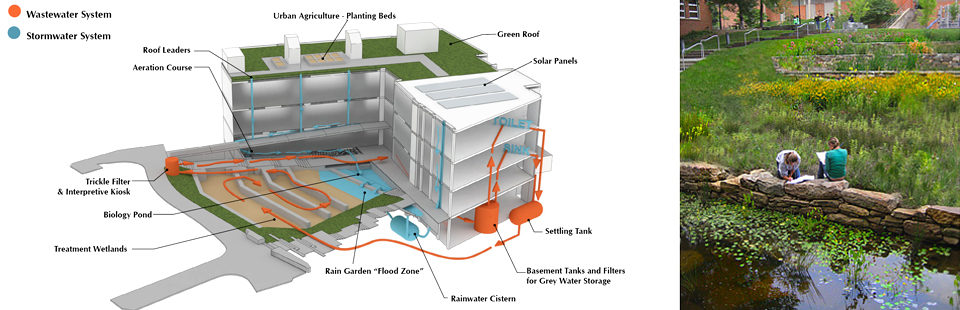 Wastewater System
Stormwater System
Urban Agriculture - Planting Beds
Green Roof
Roof Leaders
Aeration Course
Solar Panels
TOILET
SINK
Trickle Filter
& Interpretive Kiosk
Biology Pond
Treatment Wetlands
Rain Garden “Flood Zone”
Rainwater Cistern
Settling Tank
Basement Tanks and Filters
for Grey Water Storage